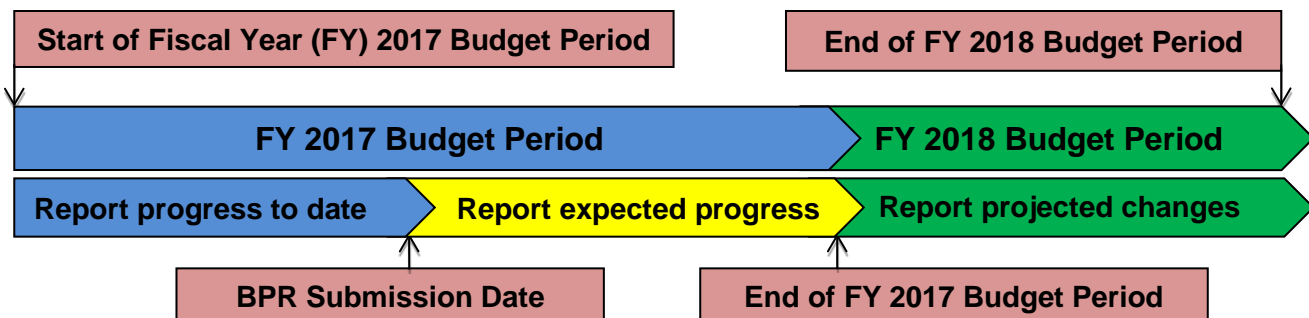 Start of Fiscal Year (FY) 2017 Budget Period
End of FY 2018 Budget Period
FY 2017 Budget Period
FY 2018 Budget Period
Report progress to date
Report expected progress
Report projected changes
BPR Submission Date
End of FY 2017 Budget Period